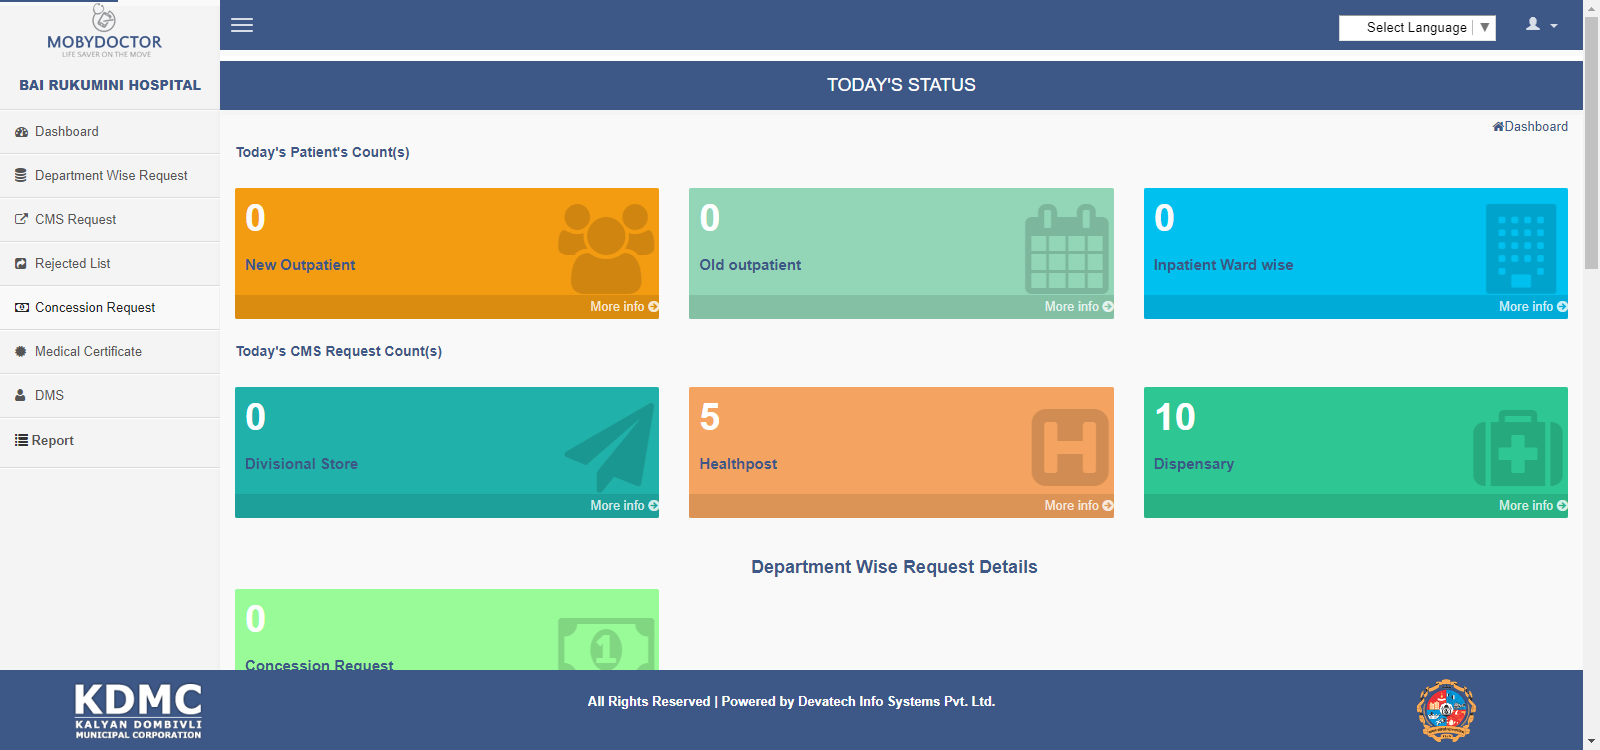 MOBYDOCTOR
LIFE SAVER ON THE MOVE
BAI RUKUMINI HOSPITAL
Dashboard
Department Wise Request
CMS Request
Rejected List
Concession Request
Medical Certificate
DMS
Report
Select Language ▼
TODAY'S STATUS
Dashboard
Today's Patient's Count(s)
0
New Outpatient
More info
0
Old outpatient
More info
0
Inpatient Ward wise
More info
Today's CMS Request Count(s)
0
Divisional Store
More info
5
Healthpost
More info
10
Dispensary
More info
Department Wise Request Details
0
Concession Request
KDMC
KALYAN DOMBIVLI
MUNICIPAL CORPORATION
All Rights Reserved | Powered by Devatech Info Systems Pvt. Ltd.